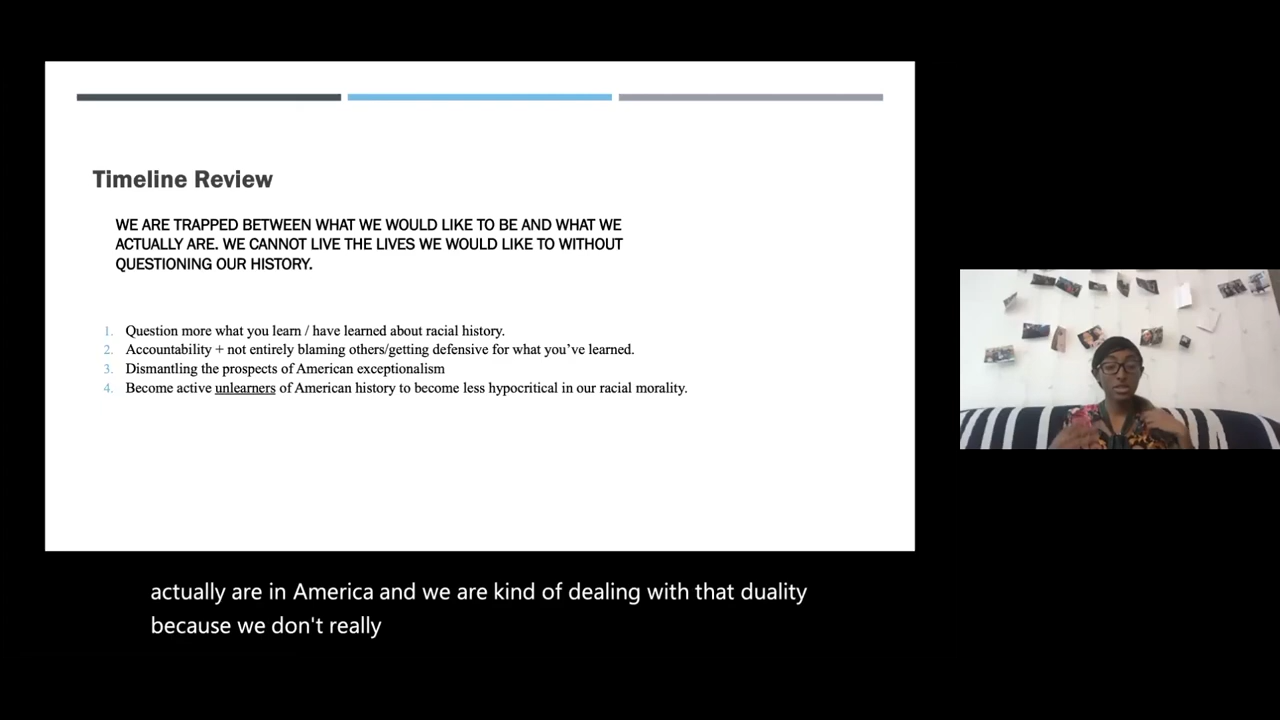 Timeline Review
WE ARE TRAPPED BETWEEN WHAT WE WOULD LIKE TO BE AND WHAT WE
ACTUALLY ARE. WE CANNOT LIVE THE LIVES WE WOULD LIKE TO WITHOUT
QUESTIONING OUR HISTORY.
1. Question more what you learn / have learned about racial history.
2. Accountability + not entirely blaming others/getting defensive for what you’ve learned.
3. Dismantling the prospects of American exceptionalism
4. Become active unlearners of American history to become less hypocritical in our racial morality.
actually are in America and we are kind of dealing with that duality
because we don't really